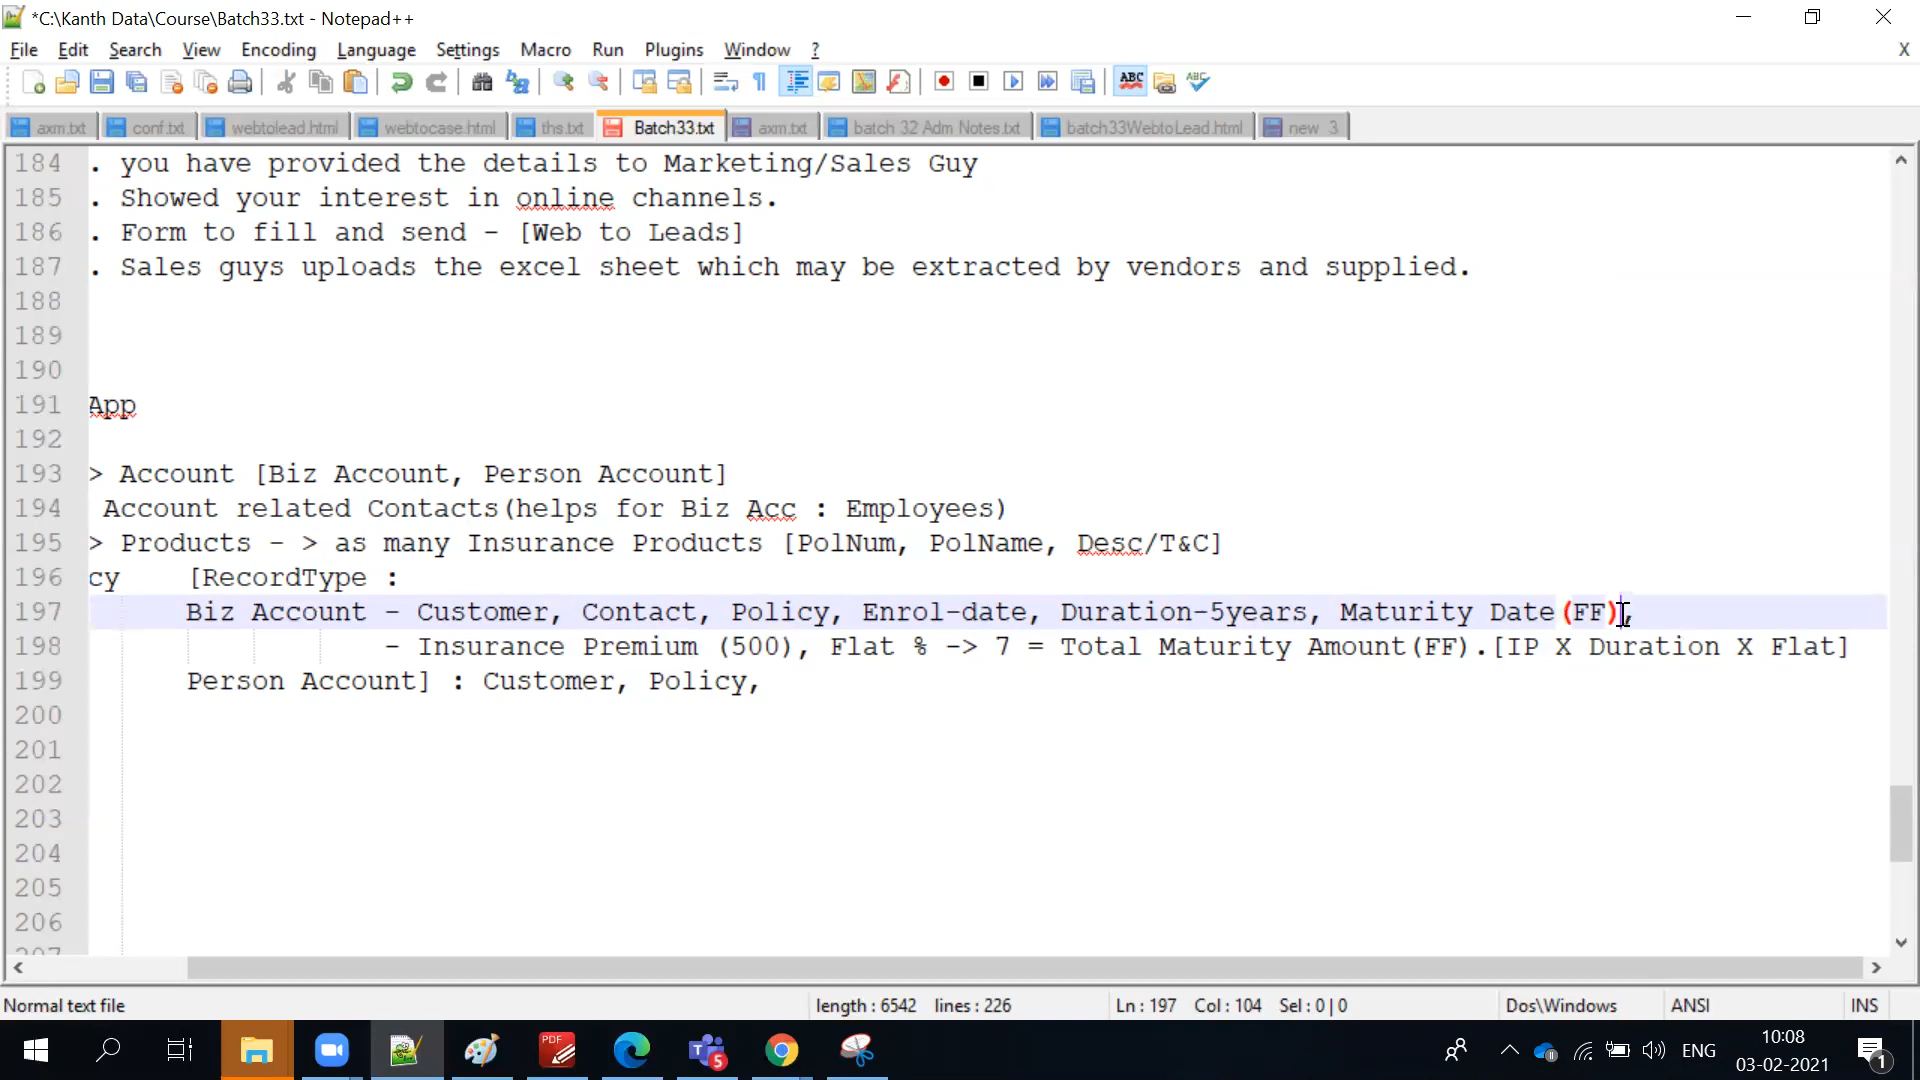 *C:\Kanth Data\Course\Batch33.txt - Notepad++
File Edit Search View Encoding Language Settings Macro Run Plugins Window ? X
ABC ABC
axm.txt conf.txt webtolead.html webtocase.html ths.txt Batch33.txt axm.txt batch 32 Adm Notes.txt batch33WebtoLead.html new 3
184 . you have provided the details to Marketing/Sales Guy
185 . Showed your interest in online channels.
186 . Form to fill and send - [Web to Leads]
187 . Sales guys uploads the excel sheet which may be extracted by vendors and supplied.
188
189
190
191 App
192
193 > Account [Biz Account, Person Account]
194 Account related Contacts(helps for Biz Acc : Employees)
195 > Products - > as many Insurance Products [PolNum, PolName, Desc/T&C]
196 cy [RecordType :
197 Biz Account - Customer, Contact, Policy, Enrol-date, Duration-5years, Maturity Date(FF),
198 - Insurance Premium (500), Flat % -> 7 = Total Maturity Amount(FF).[IP X Duration X Flat]
199 Person Account] : Customer, Policy,
200
201
202
203
204
205
206
207
Normal text file length : 6542 lines : 226 Ln : 197 Col : 104 Sel : 0 | 0 Dos\Windows ANSI INS
PDF 5 ENG 10:08 1
03-02-2021